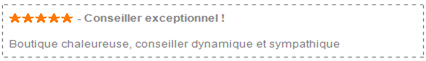 ★★★★★ - Conseiller exceptionnel !
Boutique chaleureuse, conseiller dynamique et sympathique